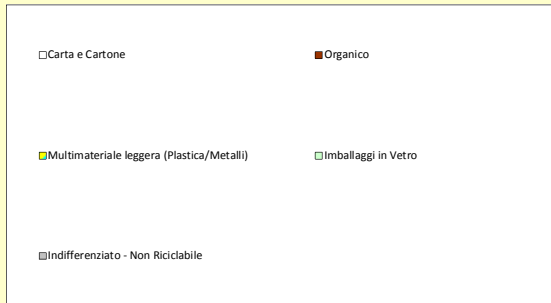 Carta e Cartone
Organico
Multimateriale leggera (Plastica/Metalli)
Imballaggi in Vetro
Indifferenziato - Non Riciclabile